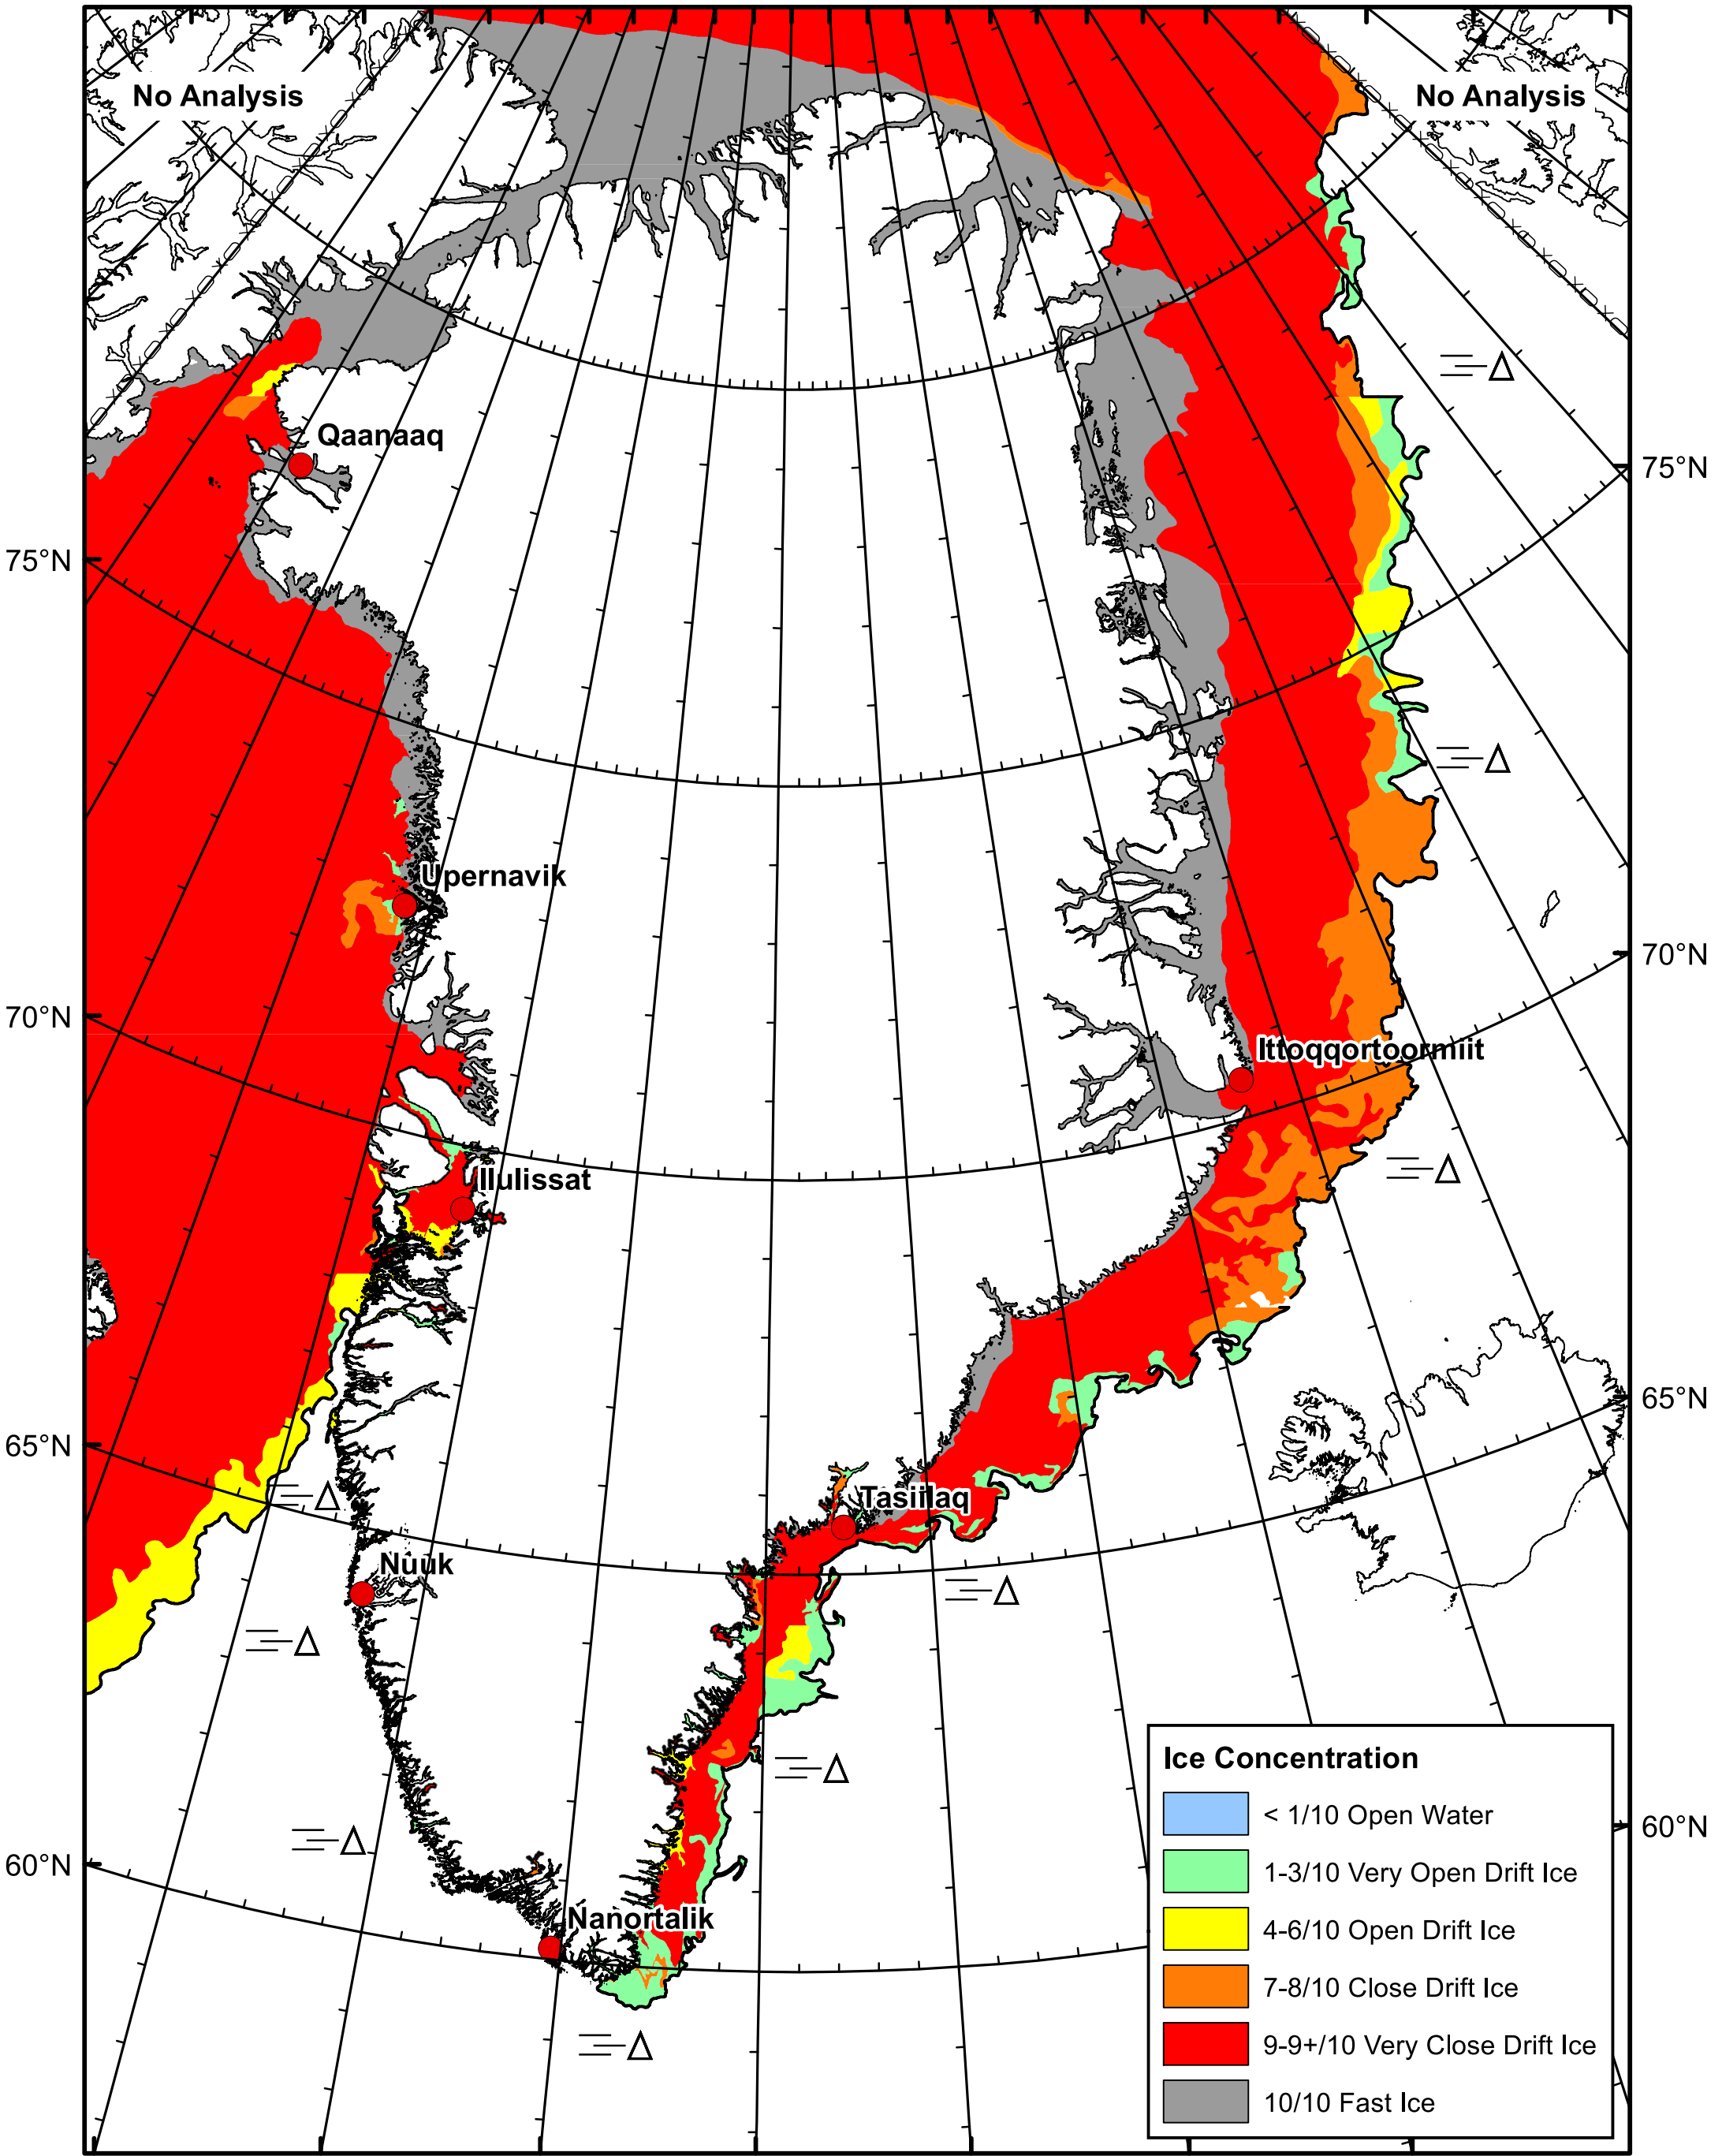 No Analysis
No Analysis
Qaanaaq
75°N
75°N
Upernavik
70°N
70°N
Ittoqqortoormiit
Ilulissat
65°N
65°N
Tasiilaq
Nuuk
60°N
60°N
Nanortalik
Ice Concentration
< 1/10 Open Water
1-3/10 Very Open Drift Ice
4-6/10 Open Drift Ice
7-8/10 Close Drift Ice
9-9+/10 Very Close Drift Ice
10/10 Fast Ice